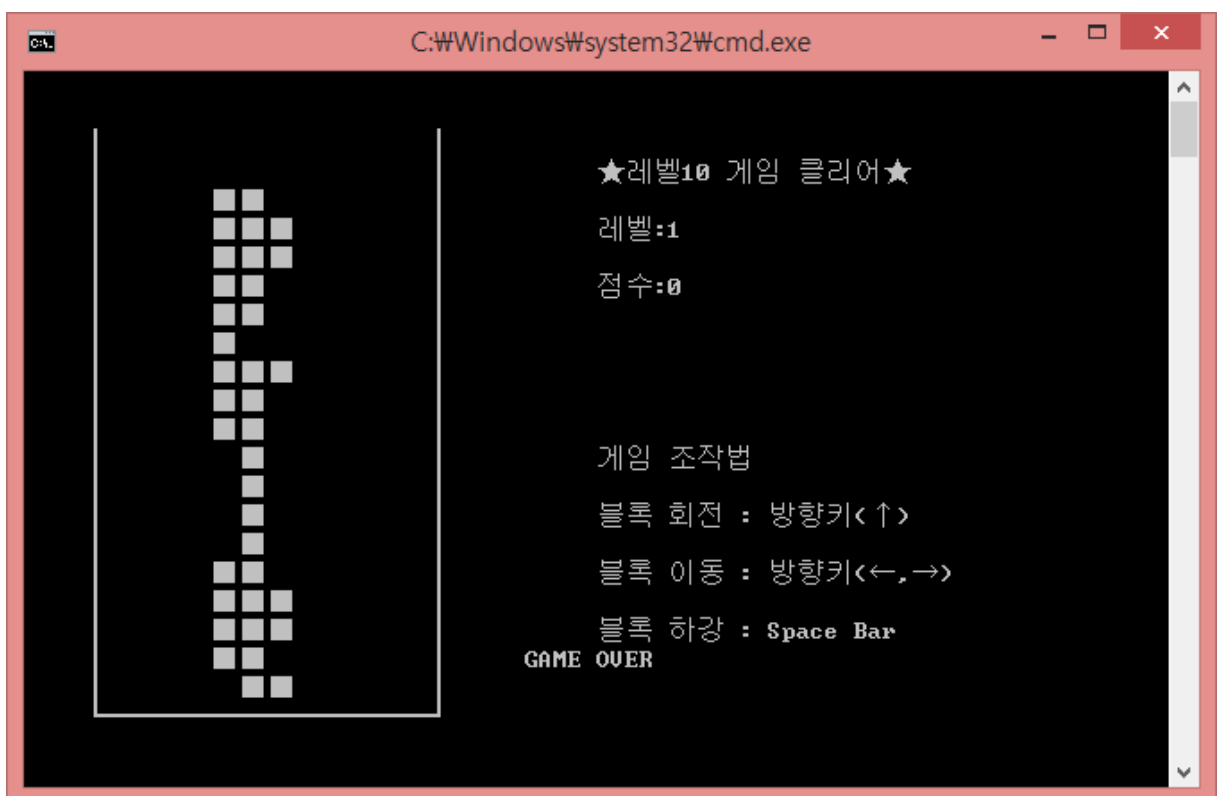 C:₩Windows₩system32₩cmd.exe
★레벨10 게임 클리어★
레벨:1
점수:0
게임 조작법
블록 회전 : 방향키(↑)
블록 이동 : 방향키(←,→)
블록 하강 : Space Bar
GAME OVER